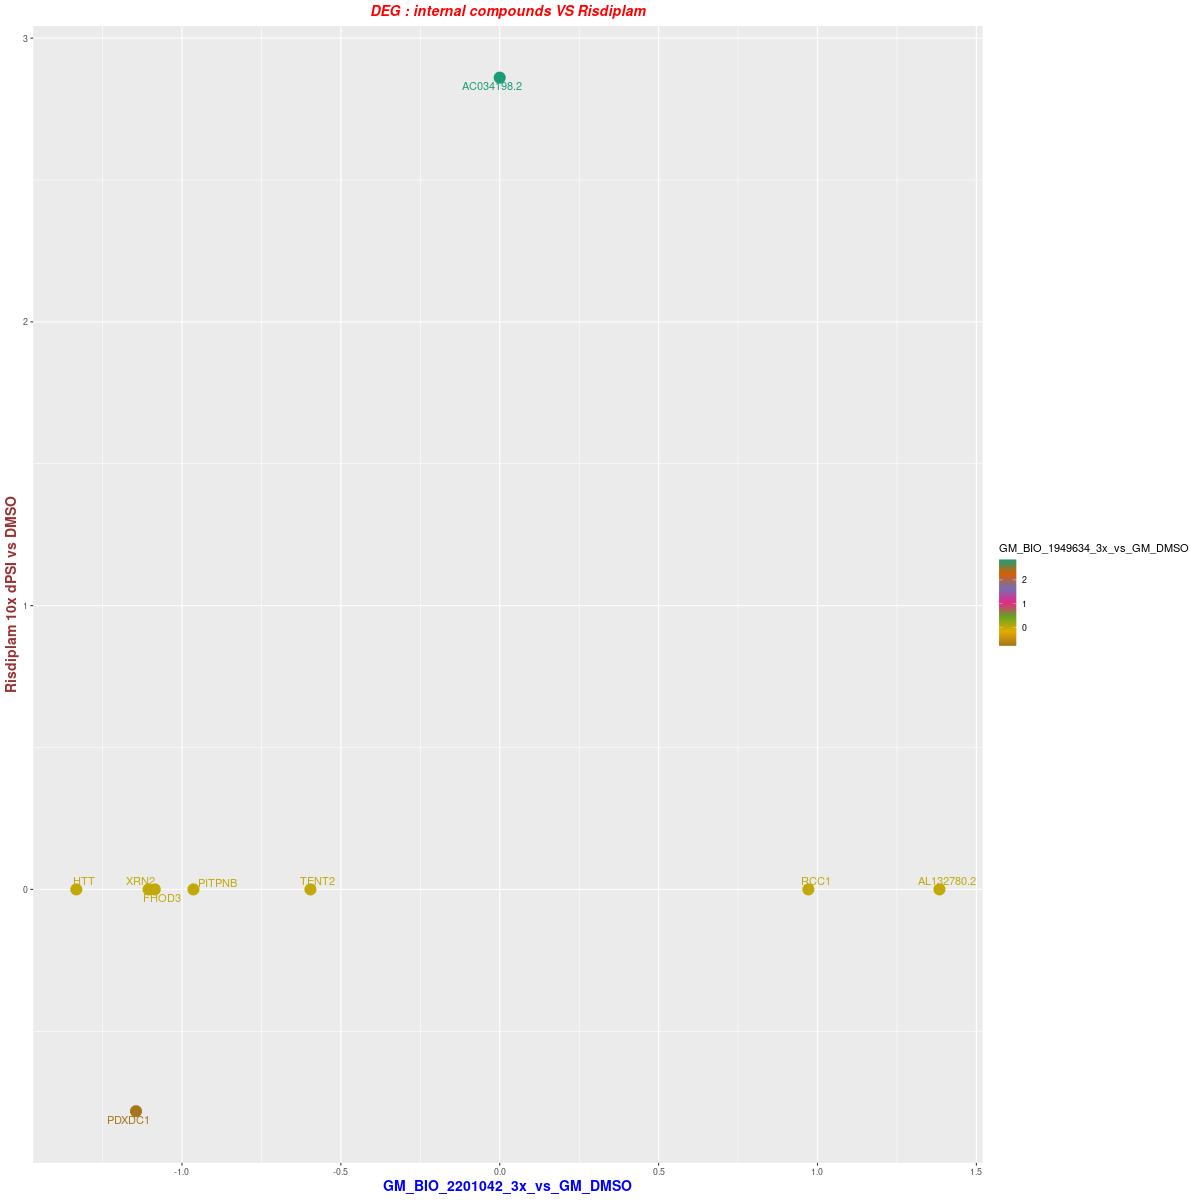 DEG : internal compounds VS Risdiplam
3
AC034198.2
2
Risdiplam 10x dPSI vs DMSO
GM_BIO_1949634_3x_vs_GM_DMSO
2
1
0
1
HTT
XRN2
FHOD3
PITPNB
TENT2
RCC1
AL132780.2
0
PDXDC1
-1.0
-0.5
0.0
0.5
1.0
1.5
GM_BIO_2201042_3x_vs_GM_DMSO